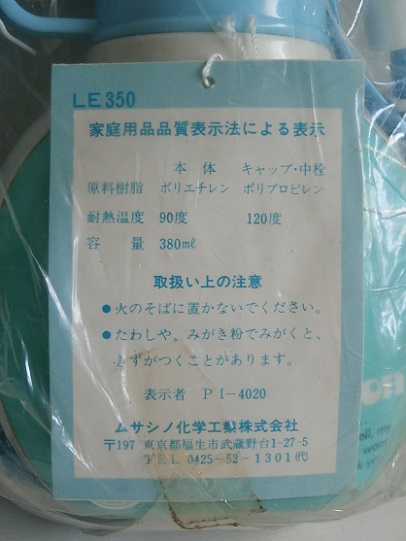 LE350
家庭用品品質表示法による表示
本体 キャップ・中栓
原料樹脂 ポリエチレン ポリプロピレン
耐熱温度 90度 120度
容量 380ml
取扱い上の注意
●火のそばに置かないでください。
●たわしや、みがき粉でみがくと、
きずがつくことがあります。
表示者 PI-4020
ムサシノ化学工業株式会社
〒197 東京都福生市武蔵野台1-27-5
TEL 0425-52-1301㈹
on
ell, my